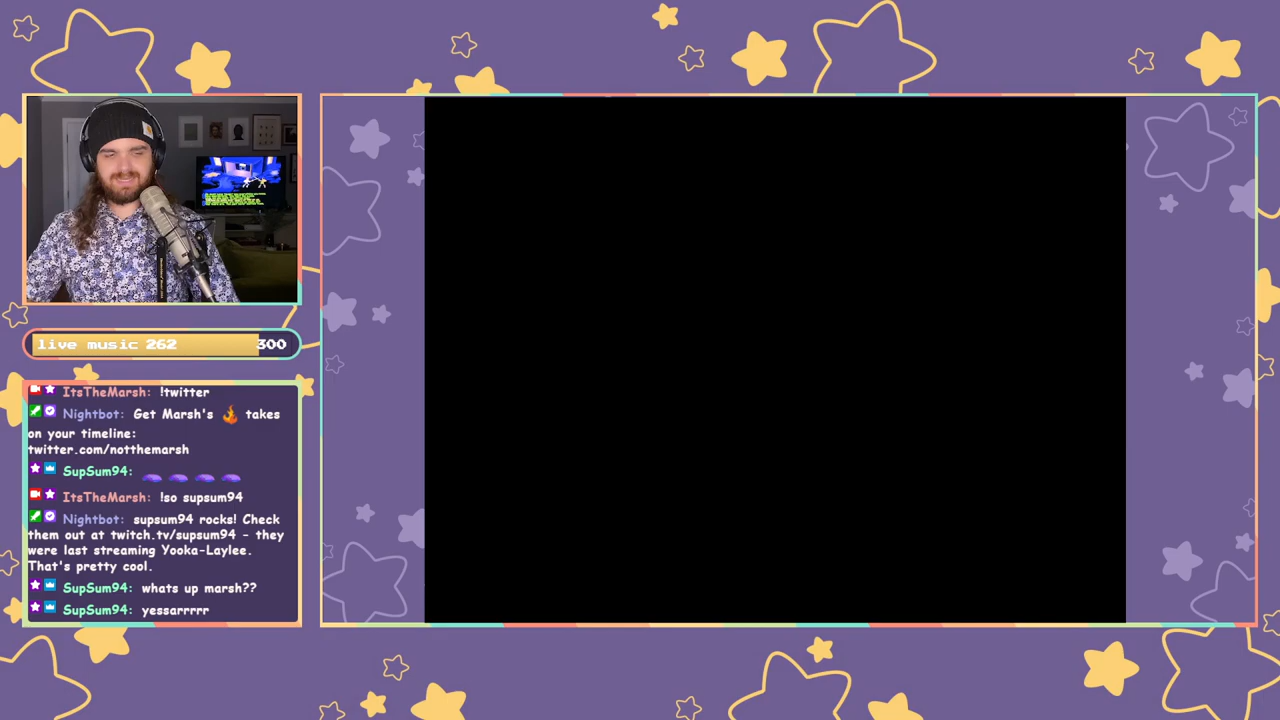 live music 262 300
ItsTheMarsh: !twitter
Nightbot: Get Marsh's 🔥 takes
on your timeline:
twitter.com/notthemarsh
SupSum94:
ItsTheMarsh: !so supsum94
Nightbot: supsum94 rocks! Check
them out at twitch.tv/supsum94 - they
were last streaming Yooka-Laylee.
That's pretty cool.
SupSum94: whats up marsh??
SupSum94: yessarrrrr